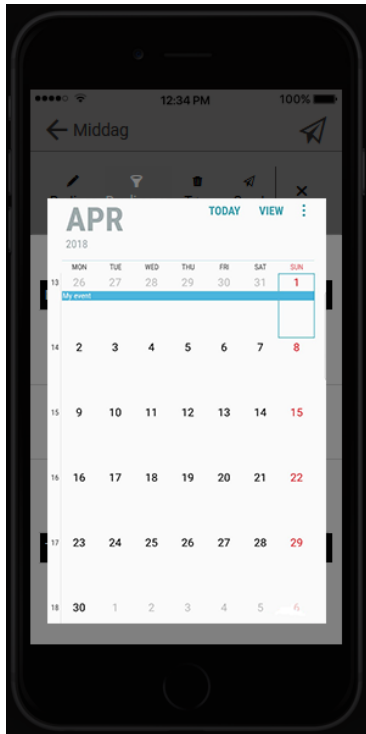 12:34 PM 100%
Middag
APR TODAY VIEW
2018
MON TUE WED THU FRI SAT SUN
13 26 27 28 29 30 31 1
My event
14 2 3 4 5 6 7 8
15 9 10 11 12 13 14 15
16 16 17 18 19 20 21 22
17 23 24 25 26 27 28 29
18 30 1 2 3 4 5 6